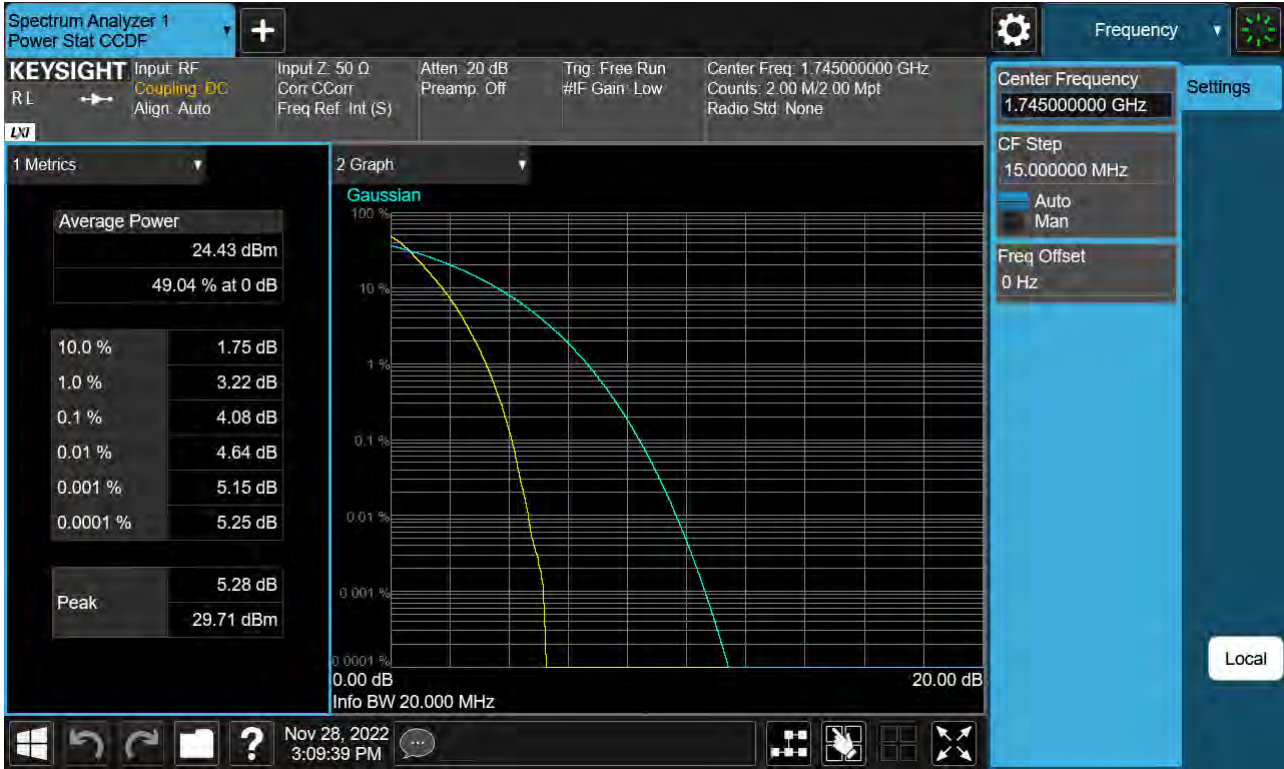 Spectrum Analyzer 1
Power Stat CCDF
+
Frequency
KEYSIGHT
RL
LXI
Input: RF
Coupling: DC
Align: Auto
Input Z: 50 Ω
Corr CCorr
Freq Ref: Int (S)
Atten: 20 dB
Preamp: Off
Trig: Free Run
#IF Gain: Low
Center Freq: 1.745000000 GHz
Counts: 2.00 M/2.00 Mpt
Radio Std: None
Center Frequency
1.745000000 GHz
Settings
CF Step
15.000000 MHz
Auto
Man
Freq Offset
0 Hz
1 Metrics
Average Power
24.43 dBm
49.04 % at 0 dB
10.0 % 1.75 dB
1.0 % 3.22 dB
0.1 % 4.08 dB
0.01 % 4.64 dB
0.001 % 5.15 dB
0.0001 % 5.25 dB
Peak
5.28 dB
29.71 dBm
2 Graph
Gaussian
100 %
10 %
1 %
0.1 %
0.01 %
0.001 %
0.0001 %
0.00 dB 20.00 dB
Info BW 20.000 MHz
Local
?
Nov 28, 2022
3:09:39 PM